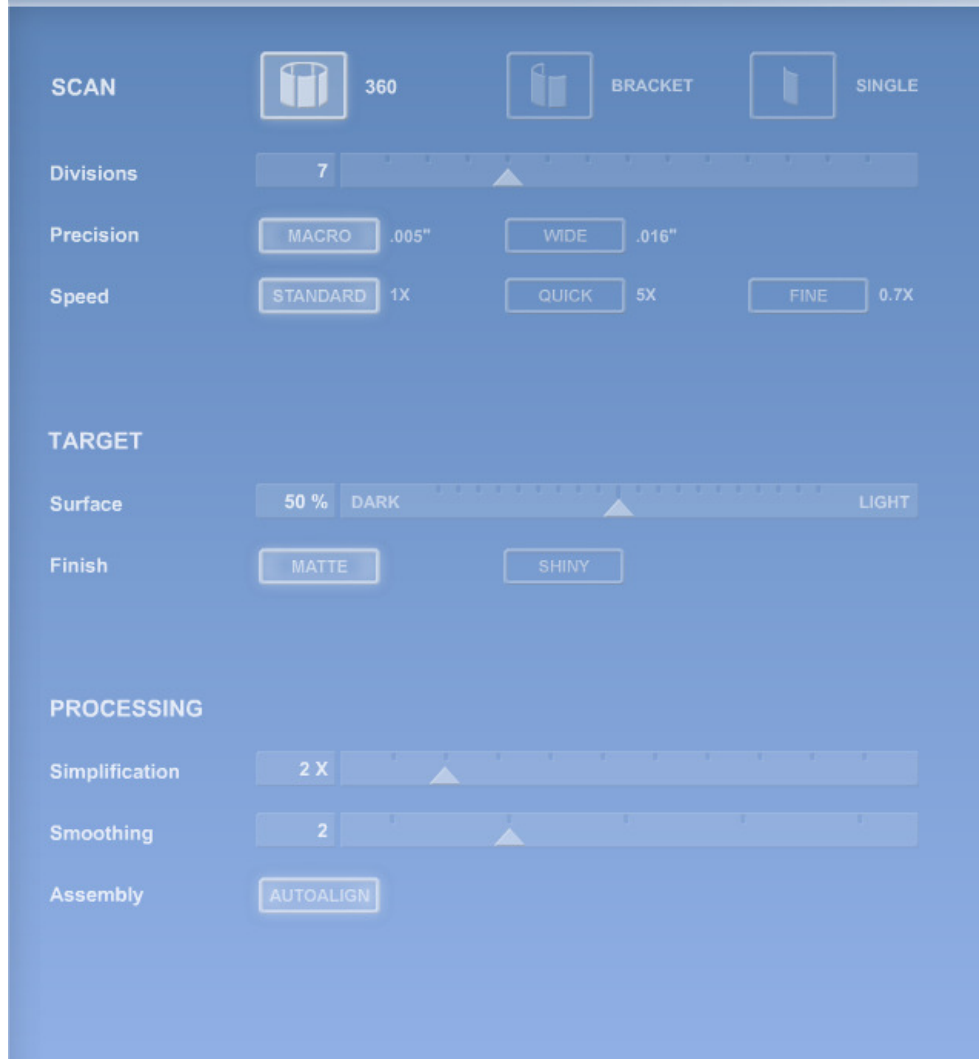 SCAN 360 BRACKET SINGLE
Divisions 7
Precision MACRO .005" WIDE .016"
Speed STANDARD 1X QUICK 5X FINE 0.7X
TARGET
Surface 50 % DARK LIGHT
Finish MATTE SHINY
PROCESSING
Simplification 2 X
Smoothing 2
Assembly AUTOALIGN